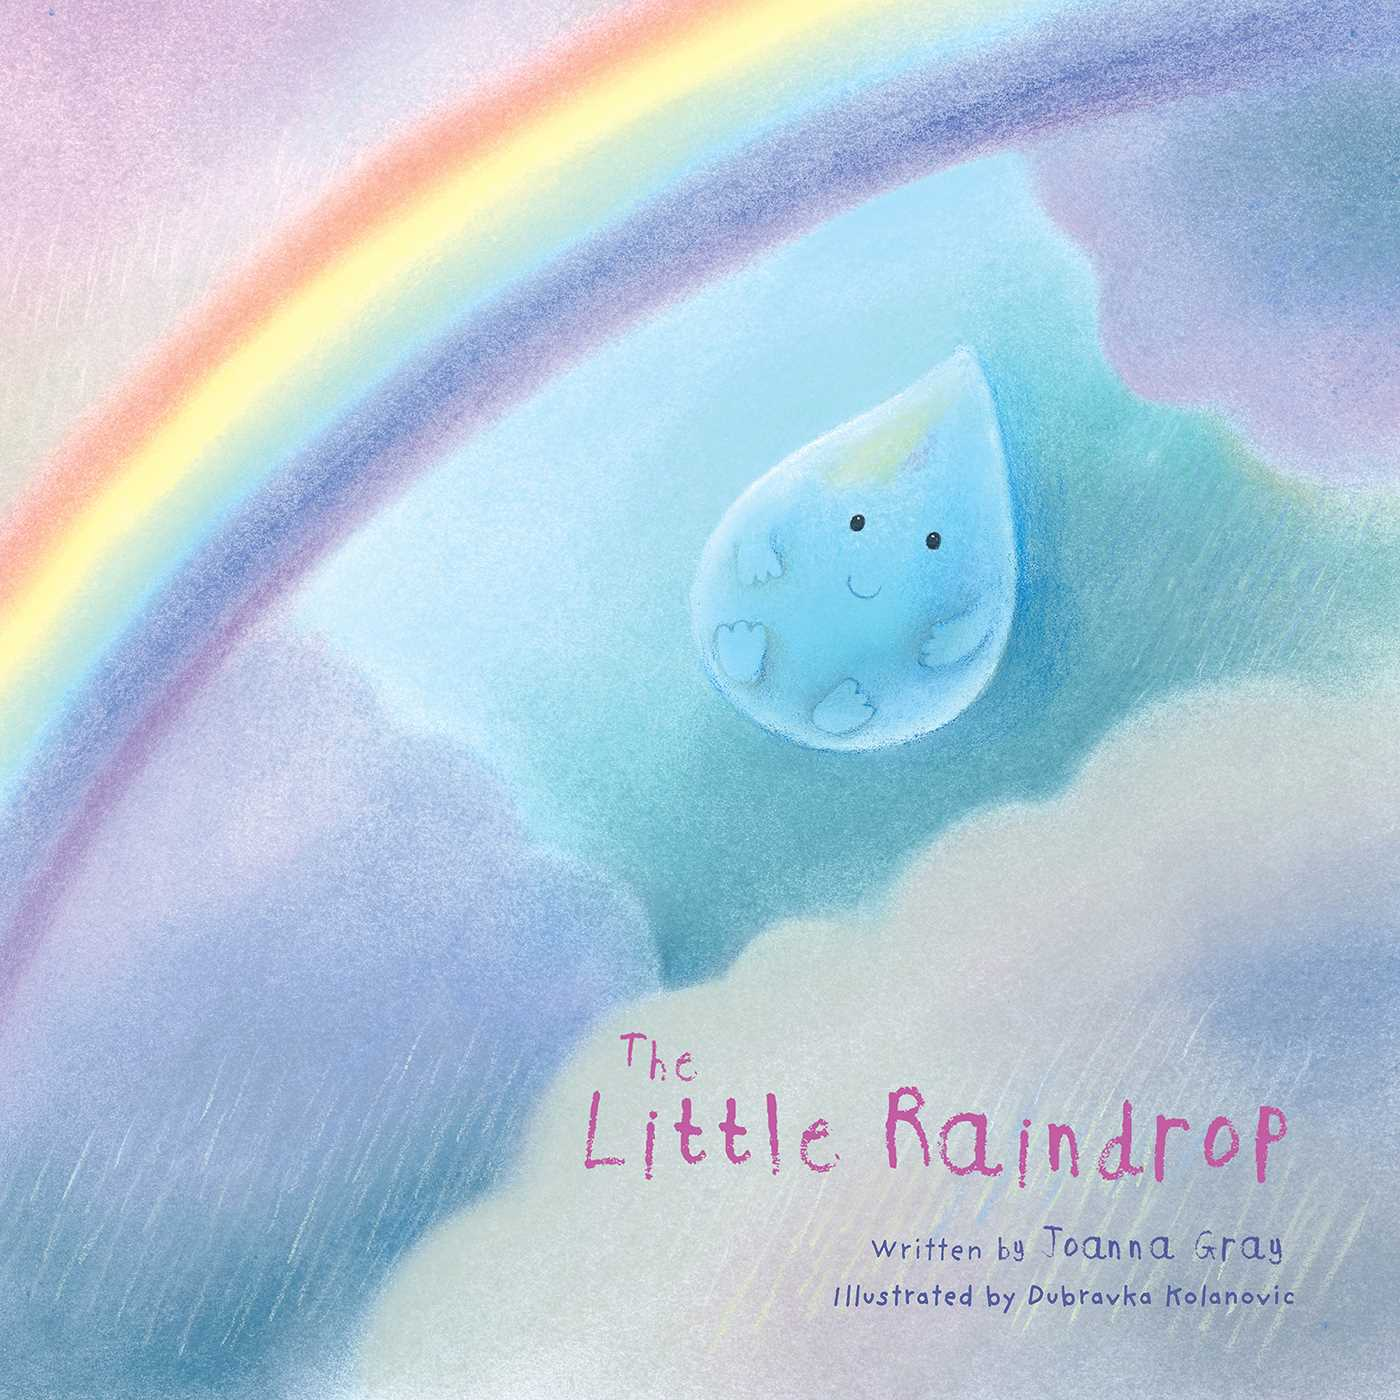 The
Little Raindrop
Written by Joanna Gray
Illustrated by Dubravka Kolanovic